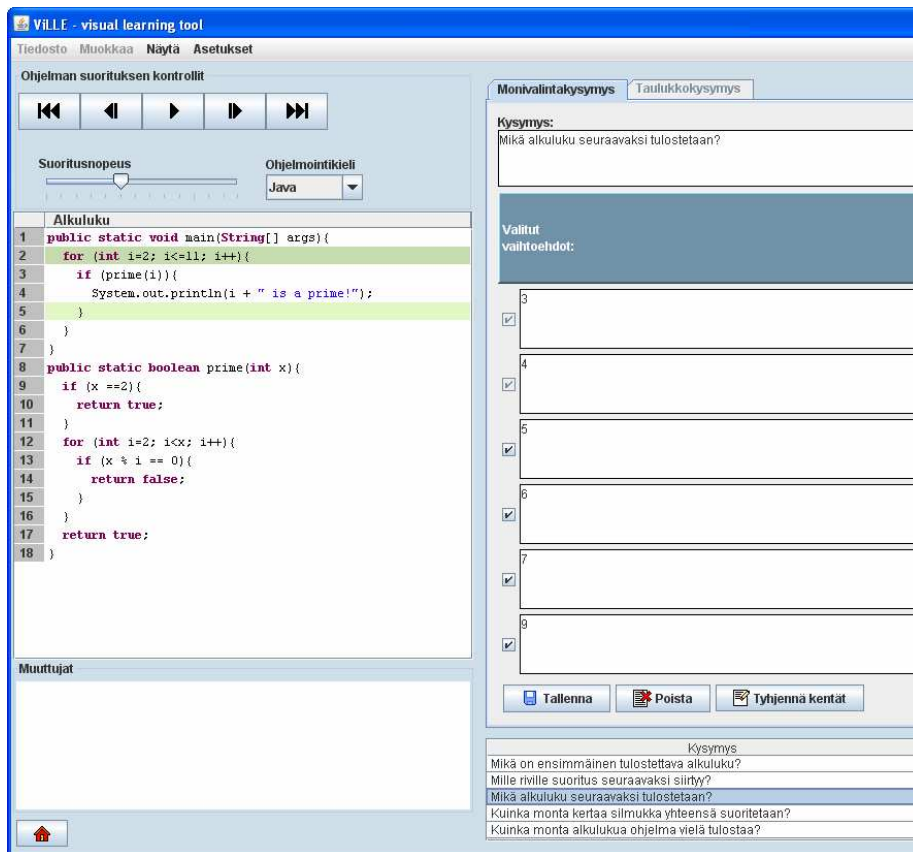 ViLLE - visual learning tool
Tiedosto Muokkaa Näytä Asetukset
Ohjelman suorituksen kontrollit
Suoritusnopeus
Ohjelmointikieli
Java
Alkuluku
1 public static void main(String[] args){
2 for (int i=2; i<=11; i++){
3 if (prime(i)){
4 System.out.println(i + " is a prime!");
5 }
6 }
7 }
8 public static boolean prime(int x){
9 if (x ==2){
10 return true;
11 }
12 for (int i=2; i<x; i++){
13 if (x % i == 0){
14 return false;
15 }
16 }
17 return true;
18 }
Muuttujat
Monivalintakysymys Taulukkokysymys
Kysymys:
Mikä alkuluku seuraavaksi tulostetaan?
Valitut
vaihtoehdot:
3
4
5
6
7
9
Tallenna Poista Tyhjennä kentät
Kysymys
Mikä on ensimmäinen tulostettava alkuluku?
Mille riville suoritus seuraavaksi siirtyy?
Mikä alkuluku seuraavaksi tulostetaan?
Kuinka monta kertaa silmukka yhteensä suoritetaan?
Kuinka monta alkulukua ohjelma vielä tulostaa?